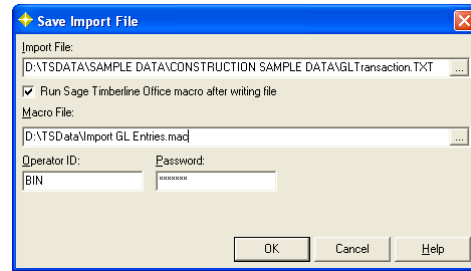 Save Import File
Import File:
D:\TSDATA\SAMPLE DATA\CONSTRUCTION SAMPLE DATA\GLTransaction.TXT ...
Run Sage Timberline Office macro after writing file
Macro File:
D:\TSData\Import GL Entries.mac ...
Operator ID: Password:
BIN *******
OK Cancel Help